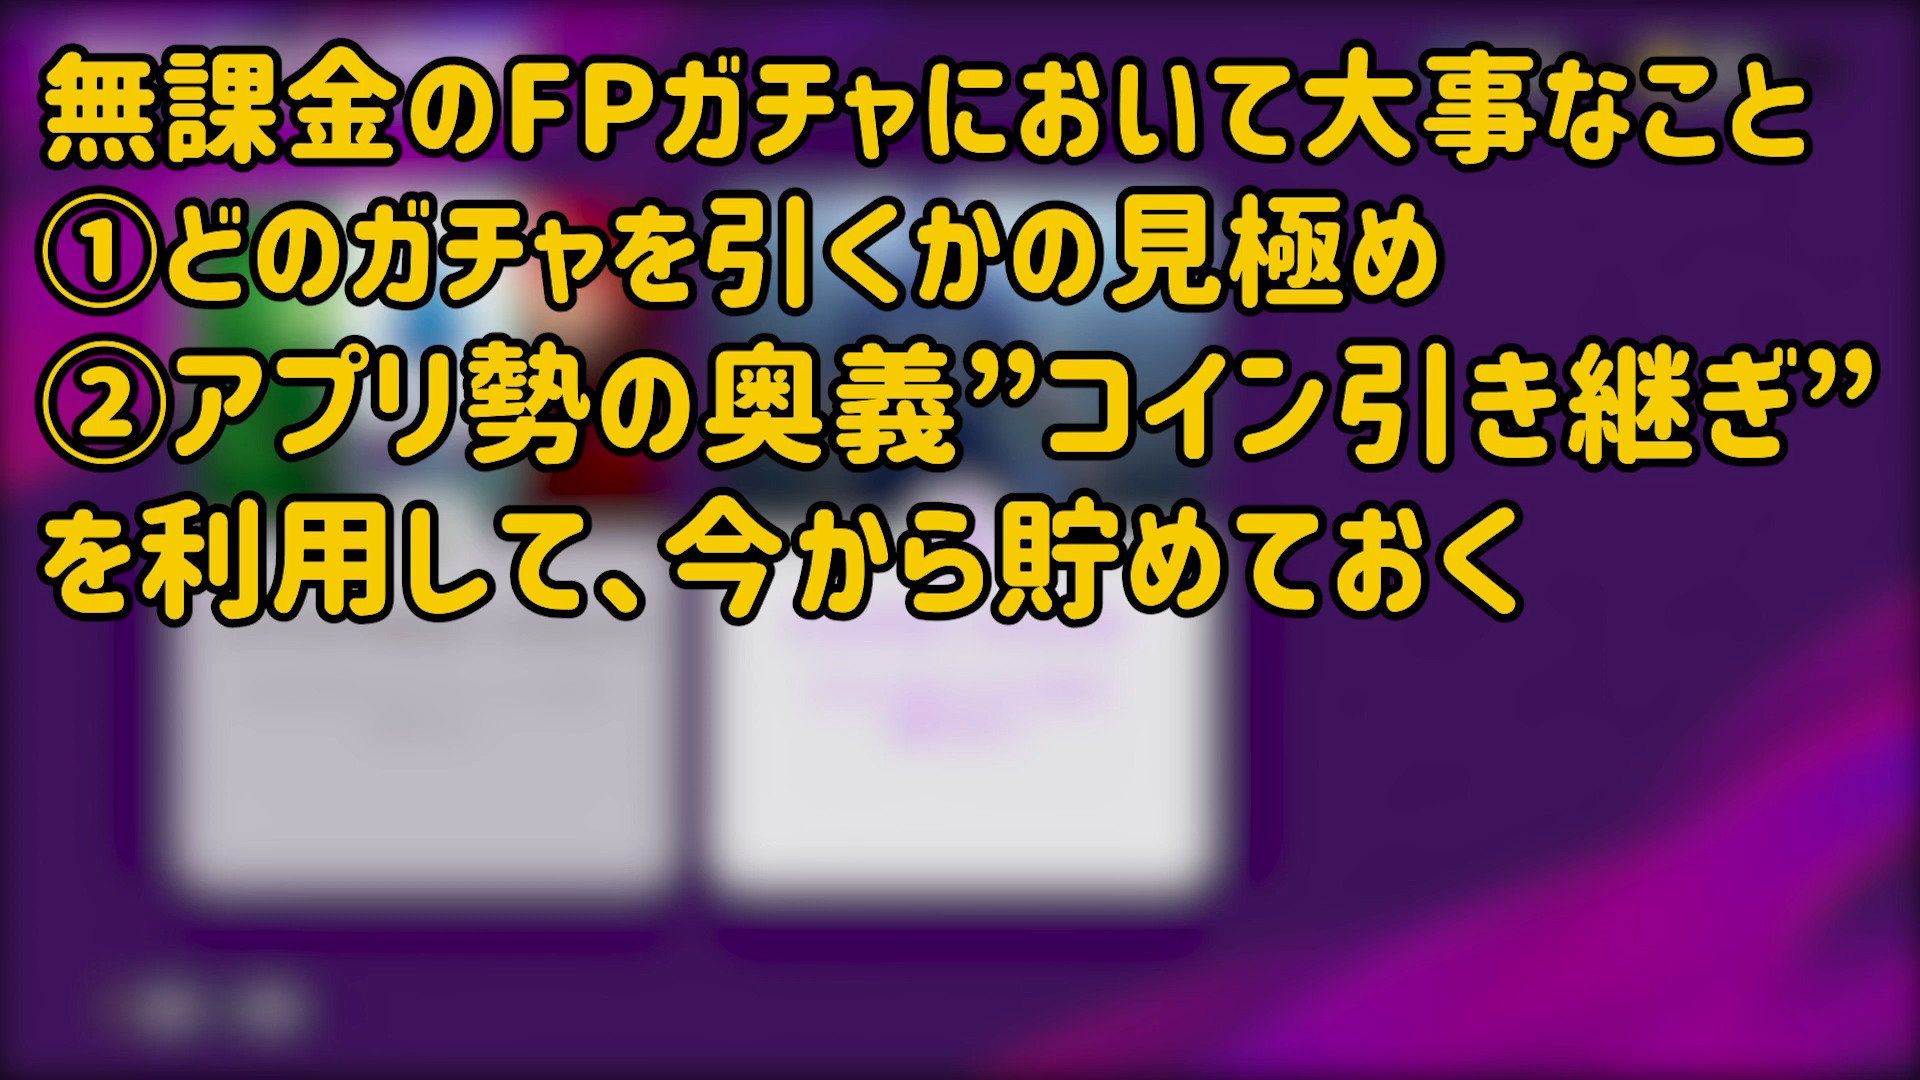 無課金のFPガチャにおいて大事なこと
①どのガチャを引くかの見極め
②アプリ勢の奥義”コイン引き継ぎ”
を利用して、今から貯めておく